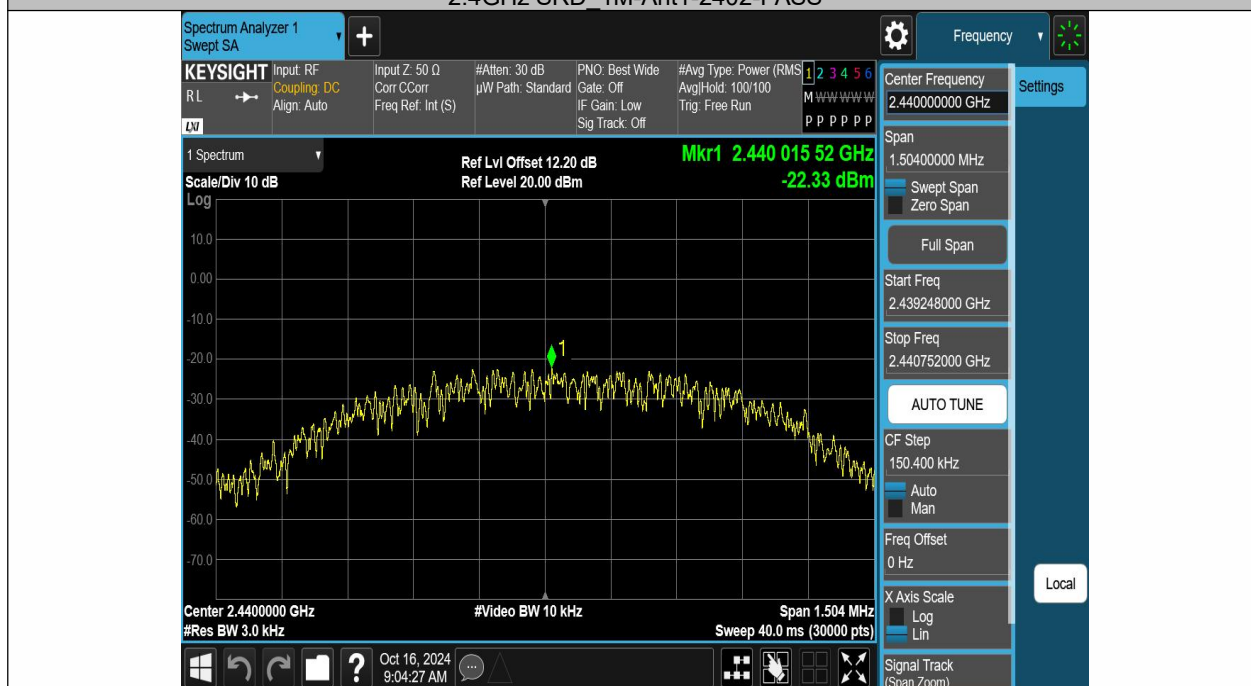 Spectrum Analyzer 1
Swept SA
+
Frequency
KEYSIGHT
R L
LXI
Input: RF
Coupling: DC
Align: Auto
Input Z: 50 Ω
Corr CCorr
Freq Ref: Int (S)
#Atten: 30 dB
µW Path: Standard
PNO: Best Wide
Gate: Off
IF Gain: Low
Sig Track: Off
#Avg Type: Power (RMS
Avg|Hold: 100/100
Trig: Free Run
1 2 3 4 5 6
M W W W W W
P P P P P P
1 Spectrum
Scale/Div 10 dB
Log
Ref Lvl Offset 12.20 dB
Ref Level 20.00 dBm
Mkr1 2.440 015 52 GHz
-22.33 dBm
10.0
0.00
-10.0
-20.0
-30.0
-40.0
-50.0
-60.0
-70.0
1
Center 2.4400000 GHz
#Res BW 3.0 kHz
#Video BW 10 kHz
Span 1.504 MHz
Sweep 40.0 ms (30000 pts)
Center Frequency
2.440000000 GHz
Settings
Span
1.50400000 MHz
Swept Span
Zero Span
Full Span
Start Freq
2.439248000 GHz
Stop Freq
2.440752000 GHz
AUTO TUNE
CF Step
150.400 kHz
Auto
Man
Freq Offset
0 Hz
X Axis Scale
Log
Lin
Local
Signal Track
(Span Zoom)
?
Oct 16, 2024
9:04:27 AM